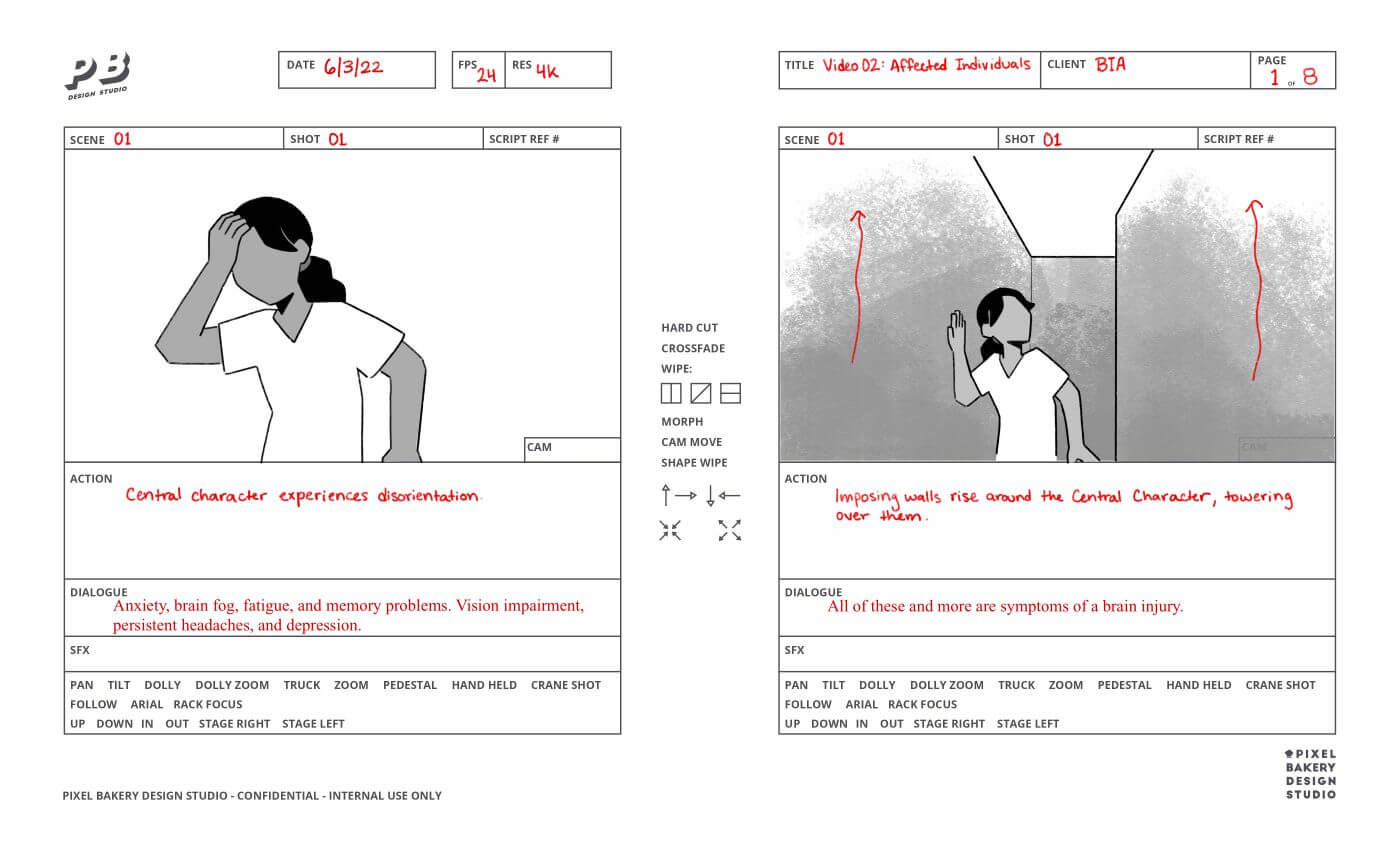 PB
DESIGN STUDIO
DATE 6/3/22
FPS 24
RES 4K
TITLE Video 02: Affected Individuals
CLIENT BIA
PAGE
1 OF 8
SCENE 01
SHOT 01
SCRIPT REF #
CAM
ACTION
Central character experiences disorientation.
DIALOGUE
Anxiety, brain fog, fatigue, and memory problems. Vision impairment,
persistent headaches, and depression.
SFX
PAN TILT DOLLY DOLLY ZOOM TRUCK ZOOM PEDESTAL HAND HELD CRANE SHOT
FOLLOW ARIAL RACK FOCUS
UP DOWN IN OUT STAGE RIGHT STAGE LEFT
HARD CUT
CROSSFADE
WIPE:
MORPH
CAM MOVE
SHAPE WIPE
SCENE 01
SHOT 01
SCRIPT REF #
CAM
ACTION
Imposing walls rise around the Central Character, towering
over them.
DIALOGUE
All of these and more are symptoms of a brain injury.
SFX
PAN TILT DOLLY DOLLY ZOOM TRUCK ZOOM PEDESTAL HAND HELD CRANE SHOT
FOLLOW ARIAL RACK FOCUS
UP DOWN IN OUT STAGE RIGHT STAGE LEFT
PIXEL BAKERY DESIGN STUDIO - CONFIDENTIAL - INTERNAL USE ONLY
PIXEL
BAKERY
DESIGN
STUDIO